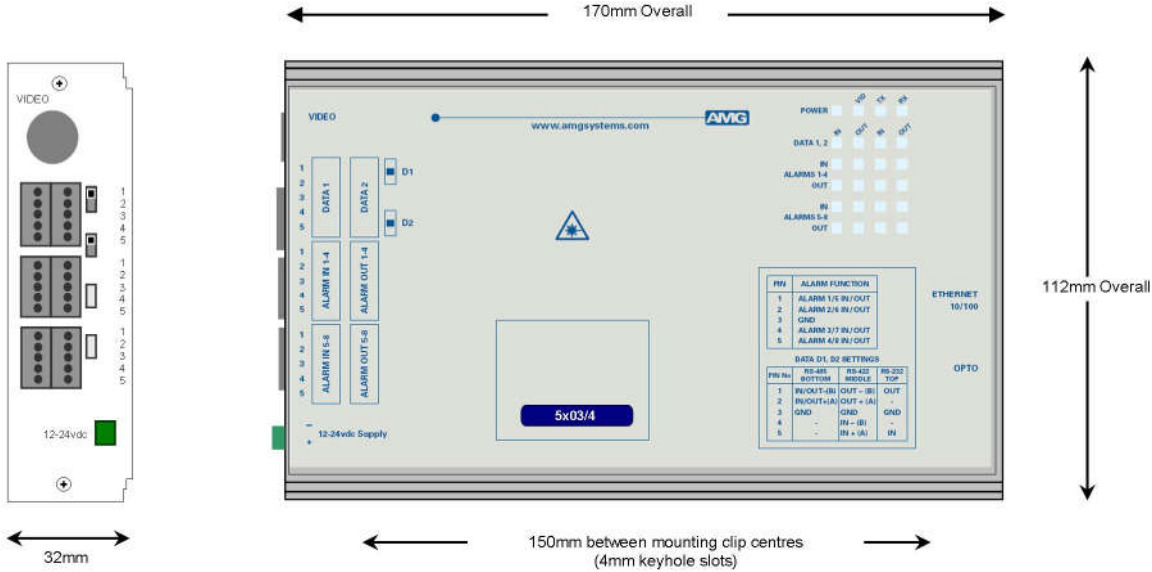 170mm Overall
VIDEO
1
2
3
4
5
1
2
3
4
5
1
2
3
4
5
12-24vdc
32mm
VIDEO
www.amgsystems.com
AMG
POWER
VID
TX
RX
IN
OUT
IN
OUT
DATA 1, 2
IN
ALARMS 1-4
OUT
IN
ALARMS 5-8
OUT
1
2
3
4
5
DATA 1
DATA 2
D1
D2
1
2
3
4
5
ALARM IN 1-4
ALARM OUT 1-4
1
2
3
4
5
ALARM IN 5-8
ALARM OUT 5-8
–
+
12-24vdc Supply
5x03/4
PIN ALARM FUNCTION
1 ALARM 1/5 IN/OUT
2 ALARM 2/6 IN/OUT
3 GND
4 ALARM 3/7 IN/OUT
5 ALARM 4/8 IN/OUT
DATA D1, D2 SETTINGS
PIN No RS-485 BOTTOM RS-422 MIDDLE RS-232 TOP
1 IN/OUT–(B) OUT – (B) OUT
2 IN/OUT+(A) OUT + (A) -
3 GND GND GND
4 - IN – (B) -
5 - IN + (A) IN
ETHERNET
10/100
OPTO
112mm Overall
150mm between mounting clip centres
(4mm keyhole slots)